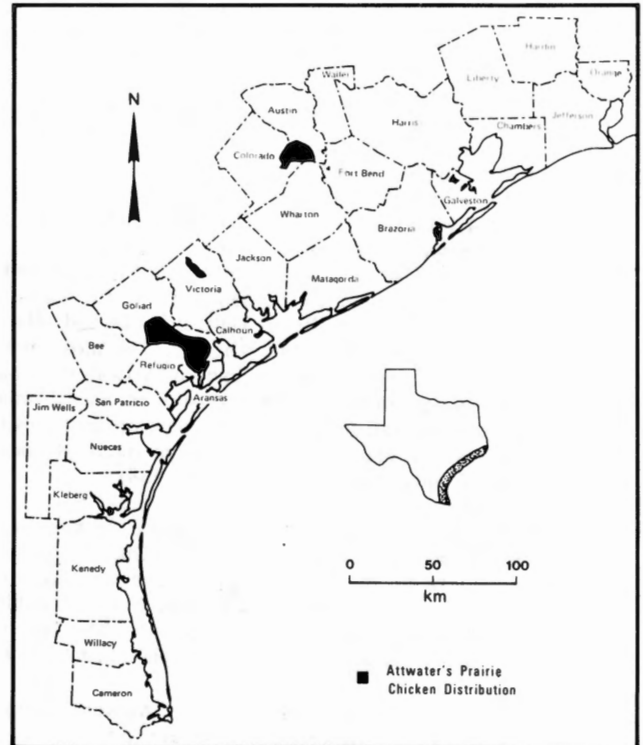 Hardin
Waller
Liberty
Orange
Austin
Harris
Jefferson
N
Chambers
Colorado
Fort Bend
Galveston
Wharton
Brazoria
Jackson
Victoria
Matagorda
Goliad
Calhoun
Bee
Refugio
Aransas
Jim Wells
San Patricio
Nueces
Kleberg
0 50 100
km
Kenedy
Willacy
Attwater's Prairie
Chicken Distribution
Cameron